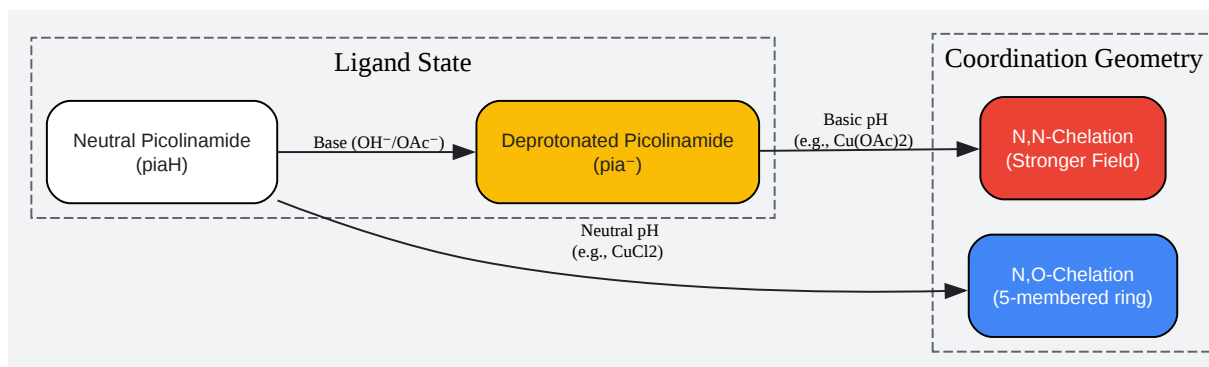 Ligand State
Neutral Picolinamide
(piaH)
Base (OH⁻/OAc⁻)
Deprotonated Picolinamide
(pia⁻)
Basic pH
(e.g., Cu(OAc)2)
Neutral pH
(e.g., CuCl2)
Coordination Geometry
N,N-Chelation
(Stronger Field)
N,O-Chelation
(5-membered ring)